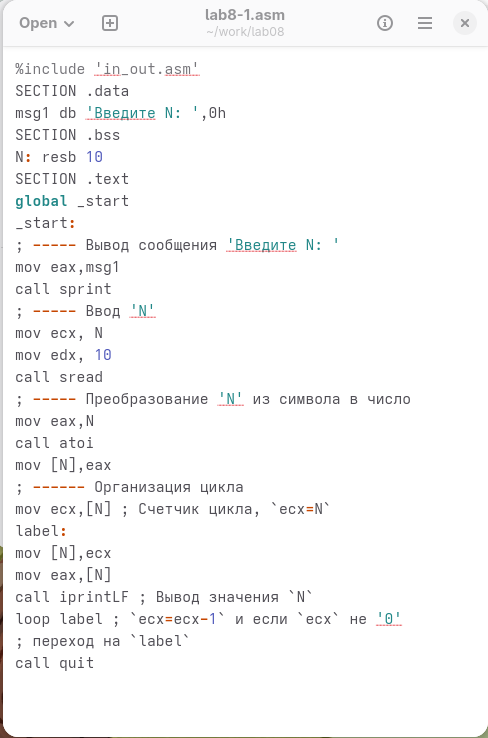 Open
lab8-1.asm
~/work/lab08
%include 'in_out.asm'
SECTION .data
msg1 db 'Введите N: ',0h
SECTION .bss
N: resb 10
SECTION .text
global _start
_start:
; ----- Вывод сообщения 'Введите N: '
mov eax,msg1
call sprint
; ----- Ввод 'N'
mov ecx, N
mov edx, 10
call sread
; ----- Преобразование 'N' из символа в число
mov eax,N
call atoi
mov [N],eax
; ------ Организация цикла
mov ecx,[N] ; Счетчик цикла, `ecx=N`
label:
mov [N],ecx
mov eax,[N]
call iprintLF ; Вывод значения `N`
loop label ; `ecx=ecx-1` и если `ecx` не '0'
; переход на `label`
call quit